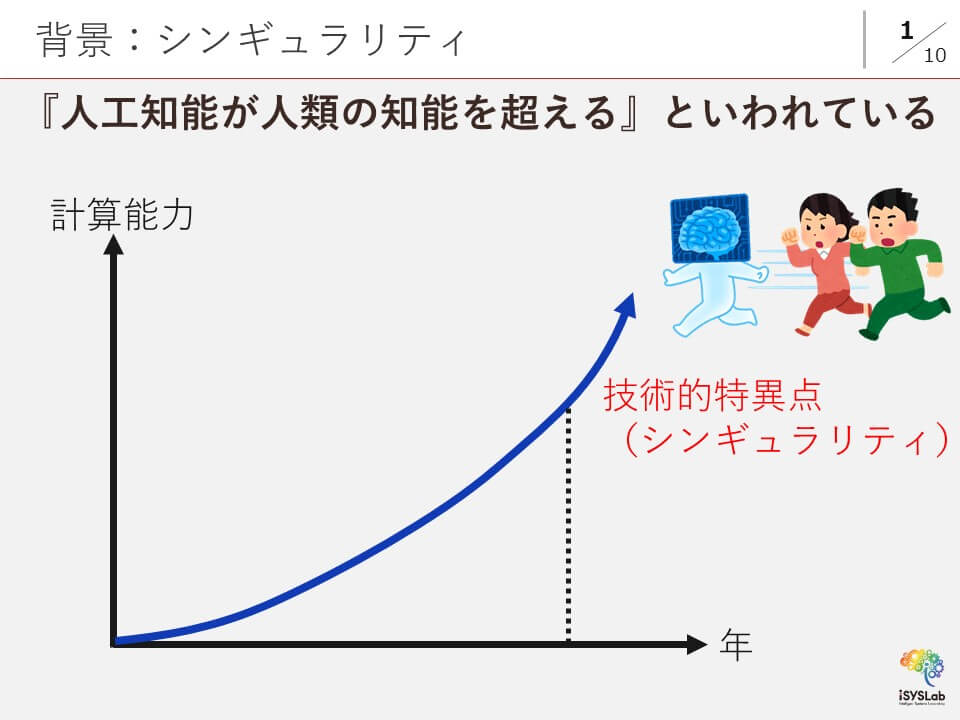 背景：シンギュラリティ
1
10
『人工知能が人類の知能を超える』といわれている
計算能力
技術的特異点
（シンギュラリティ）
年
iSYSLab